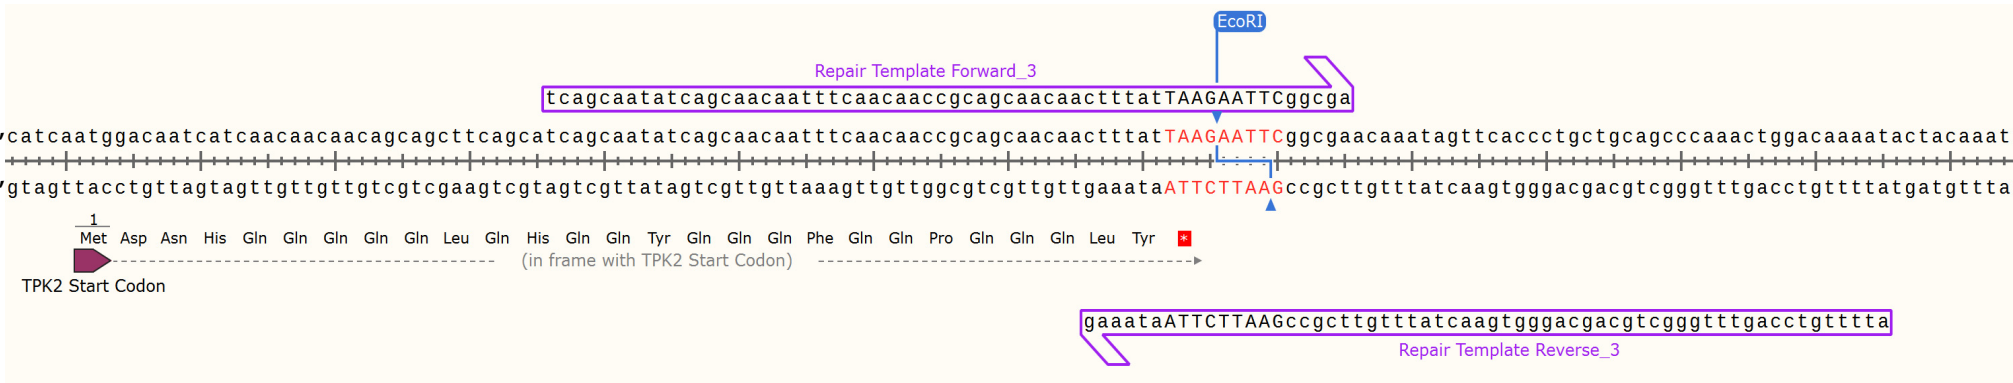 EcoRI
Repair Template Forward_3
tcagcaatatcagcaacaatttcaacaaccgcagcaacaactttatTAAGAATTCggcga
'catcaatggacaatcatcaacaacaacagcagcttcagcatcagcaatatcagcaacaatttcaacaaccgcagcaacaactttatTAAGAATTCggcgaacaaatagttcaccctgctgcagcccaaactggacaaaatactacaaat
'gtagttacctgttagtagttgttgttgtcgtcgaagtcgtagtcgttatagtcgttgttaaagttgttggcgtcgttgttgaaataATTCTTAAGccgcttgtttatcaagtgggacgacgtcgggtttgacctgttttatgatgttta
1
Met Asp Asn His Gln Gln Gln Gln Gln Leu Gln His Gln Gln Tyr Gln Gln Gln Phe Gln Gln Pro Gln Gln Gln Leu Tyr *
(in frame with TPK2 Start Codon)
TPK2 Start Codon
gaaataATTCTTAAGccgcttgtttatcaagtgggacgacgtcgggtttgacctgtttta
Repair Template Reverse_3